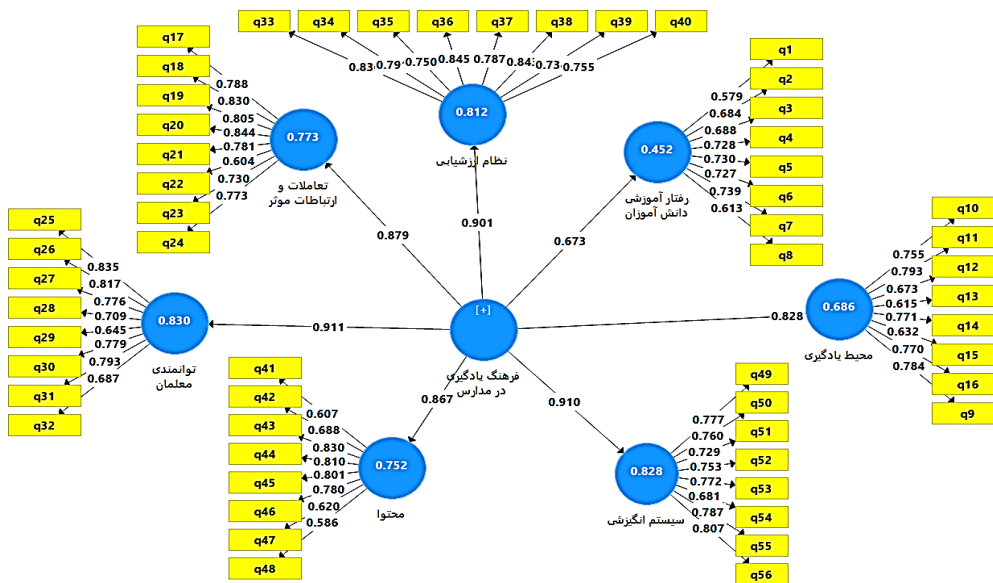 q33 q34 q35 q36 q37 q38 q39 q40
0.750 0.845 0.787 0.755
0.812
نظام ارزشیابی
q17
q18
q19
q20
q21
q22
q23
q24
0.788
0.830
0.805
0.844
0.781
0.604
0.730
0.773
0.773
تعاملات و
ارتباطات موثر
q1
q2
q3
q4
q5
q6
q7
q8
0.579
0.684
0.688
0.728
0.730
0.727
0.739
0.613
0.452
رفتار آموزشی
دانش آموزان
q25
q26
q27
q28
q29
q30
q31
q32
0.835
0.817
0.776
0.709
0.645
0.779
0.793
0.687
0.830
توانمندی
معلمان
q10
q11
q12
q13
q14
q15
q16
q9
0.755
0.793
0.673
0.615
0.771
0.632
0.770
0.784
0.686
محیط یادگیری
0.879
0.901
0.673
0.911
0.828
0.867
0.910
[+]
فرهنگ یادگیری
در مدارس
q41
q42
q43
q44
q45
q46
q47
q48
0.607
0.688
0.830
0.810
0.801
0.780
0.620
0.586
0.752
محتوا
q49
q50
q51
q52
q53
q54
q55
q56
0.777
0.760
0.729
0.753
0.772
0.681
0.787
0.807
0.828
سیستم انگیزشی